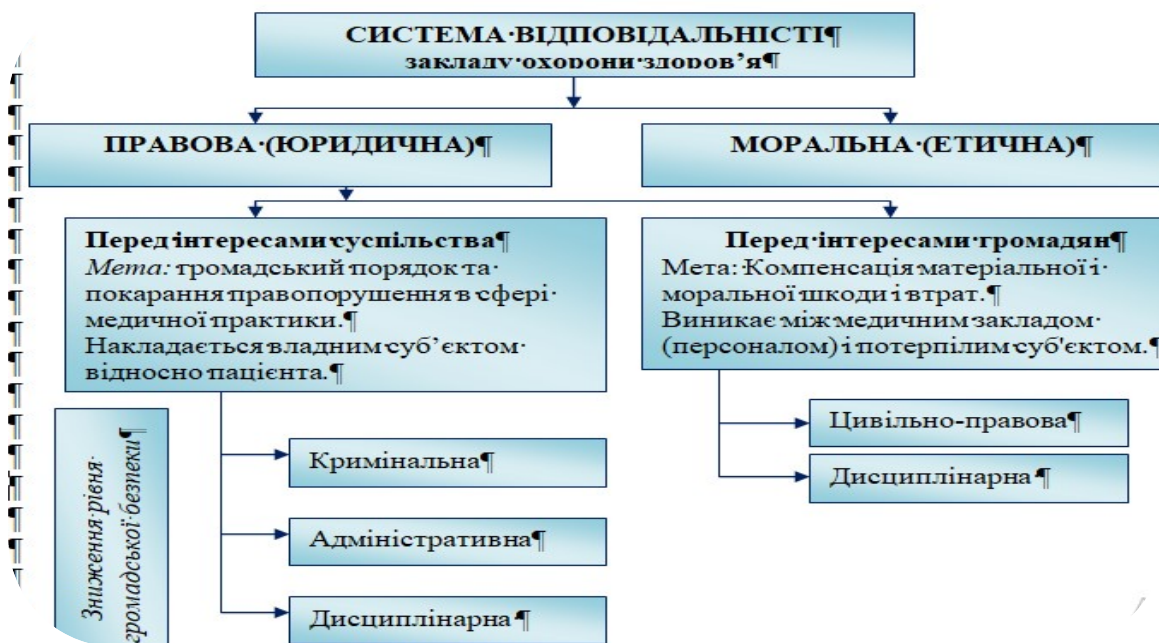 СИСТЕМА·ВІДПОВІДАЛЬНІСТІ¶
закладу·охорони·здоров’я¶
ПРАВОВА·(ЮРИДИЧНА)¶
МОРАЛЬНА·(ЕТИЧНА)¶
Перед·інтересами·суспільства¶
Мета:·громадський·порядок·та·
покарання·правопорушення·в·сфері·
медичної·практики.¶
Накладається·владним·суб’єктом·
відносно·пацієнта.¶
Перед·інтересами·громадян¶
Мета:·Компенсація·матеріальної·і·
моральної·шкоди·і·втрат.¶
Виникає·між·медичним·закладом·
(персоналом)·і·потерпілим·суб'єктом.¶
Зниження·рівня·
громадської·безпеки¶
Кримінальна¶
Адміністративна¶
Дисциплінарна¶
Цивільно-правова¶
Дисциплінарна¶